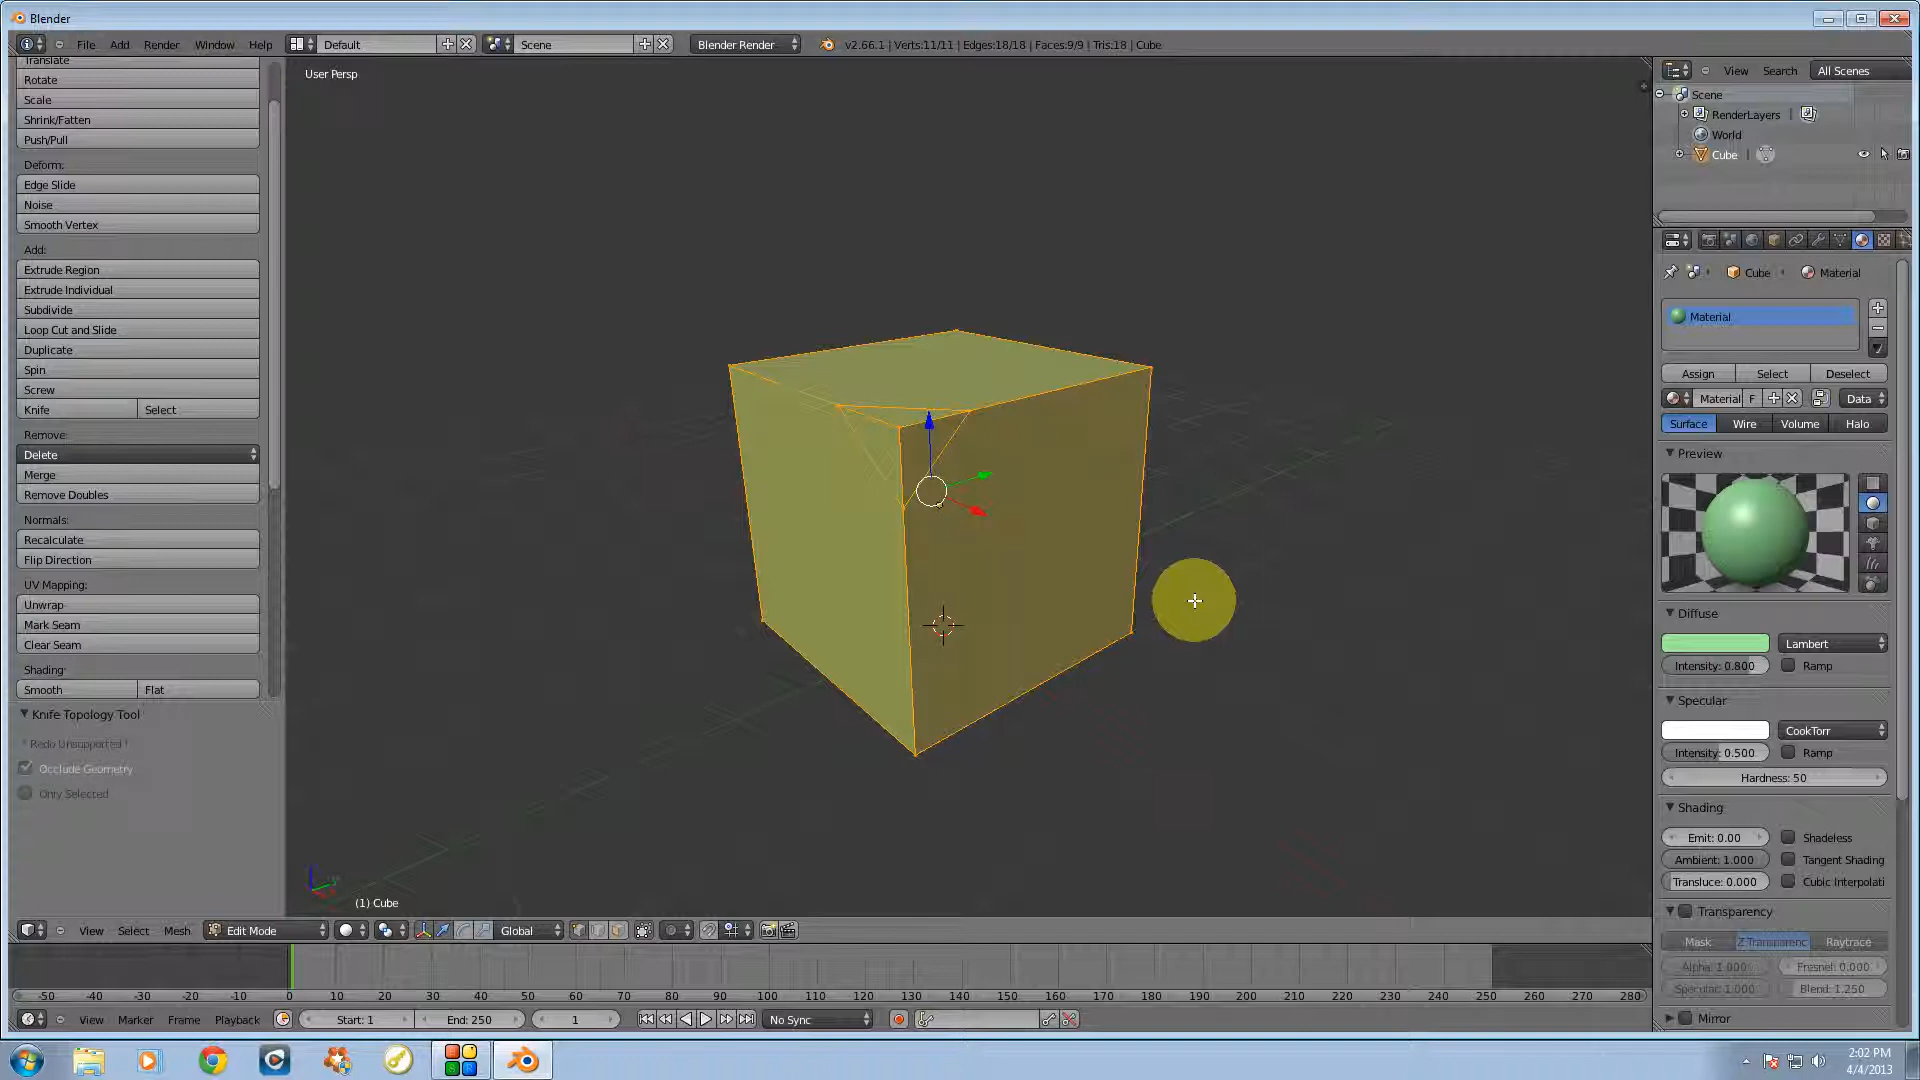 Blender
File Add Render Window Help Default Scene Blender Render v2.66.1 | Verts:11/11 | Edges:18/18 | Faces:9/9 | Tris:18 | Cube
Translate
Rotate
Scale
Shrink/Fatten
Push/Pull
Deform:
Edge Slide
Noise
Smooth Vertex
Add:
Extrude Region
Extrude Individual
Subdivide
Loop Cut and Slide
Duplicate
Spin
Screw
Knife Select
Remove:
Delete
Merge
Remove Doubles
Normals:
Recalculate
Flip Direction
UV Mapping:
Unwrap
Mark Seam
Clear Seam
Shading:
Smooth Flat
Knife Topology Tool
* Redo Unsupported !
Occlude Geometry
Only Selected
User Persp
(1) Cube
View Search All Scenes
Scene
RenderLayers |
World
Cube |
Cube Material
Material
Assign Select Deselect
Material F Data
Surface Wire Volume Halo
Preview
Diffuse
Lambert
Intensity: 0.800 Ramp
Specular
CookTorr
Intensity: 0.500 Ramp
Hardness: 50
Shading
Emit: 0.00 Shadeless
Ambient: 1.000 Tangent Shading
Transluce: 0.000 Cubic Interpolati
Transparency
Mask Z Transparenc Raytrace
Alpha: 1.000 Fresnel: 0.000
Specular: 1.000 Blend: 1.250
Mirror
View Select Mesh Edit Mode Global
-50 -40 -30 -20 -10 0 10 20 30 40 50 60 70 80 90 100 110 120 130 140 150 160 170 180 190 200 210 220 230 240 250 260 270 280
View Marker Frame Playback Start: 1 End: 250 1 No Sync
2:02 PM
4/4/2013